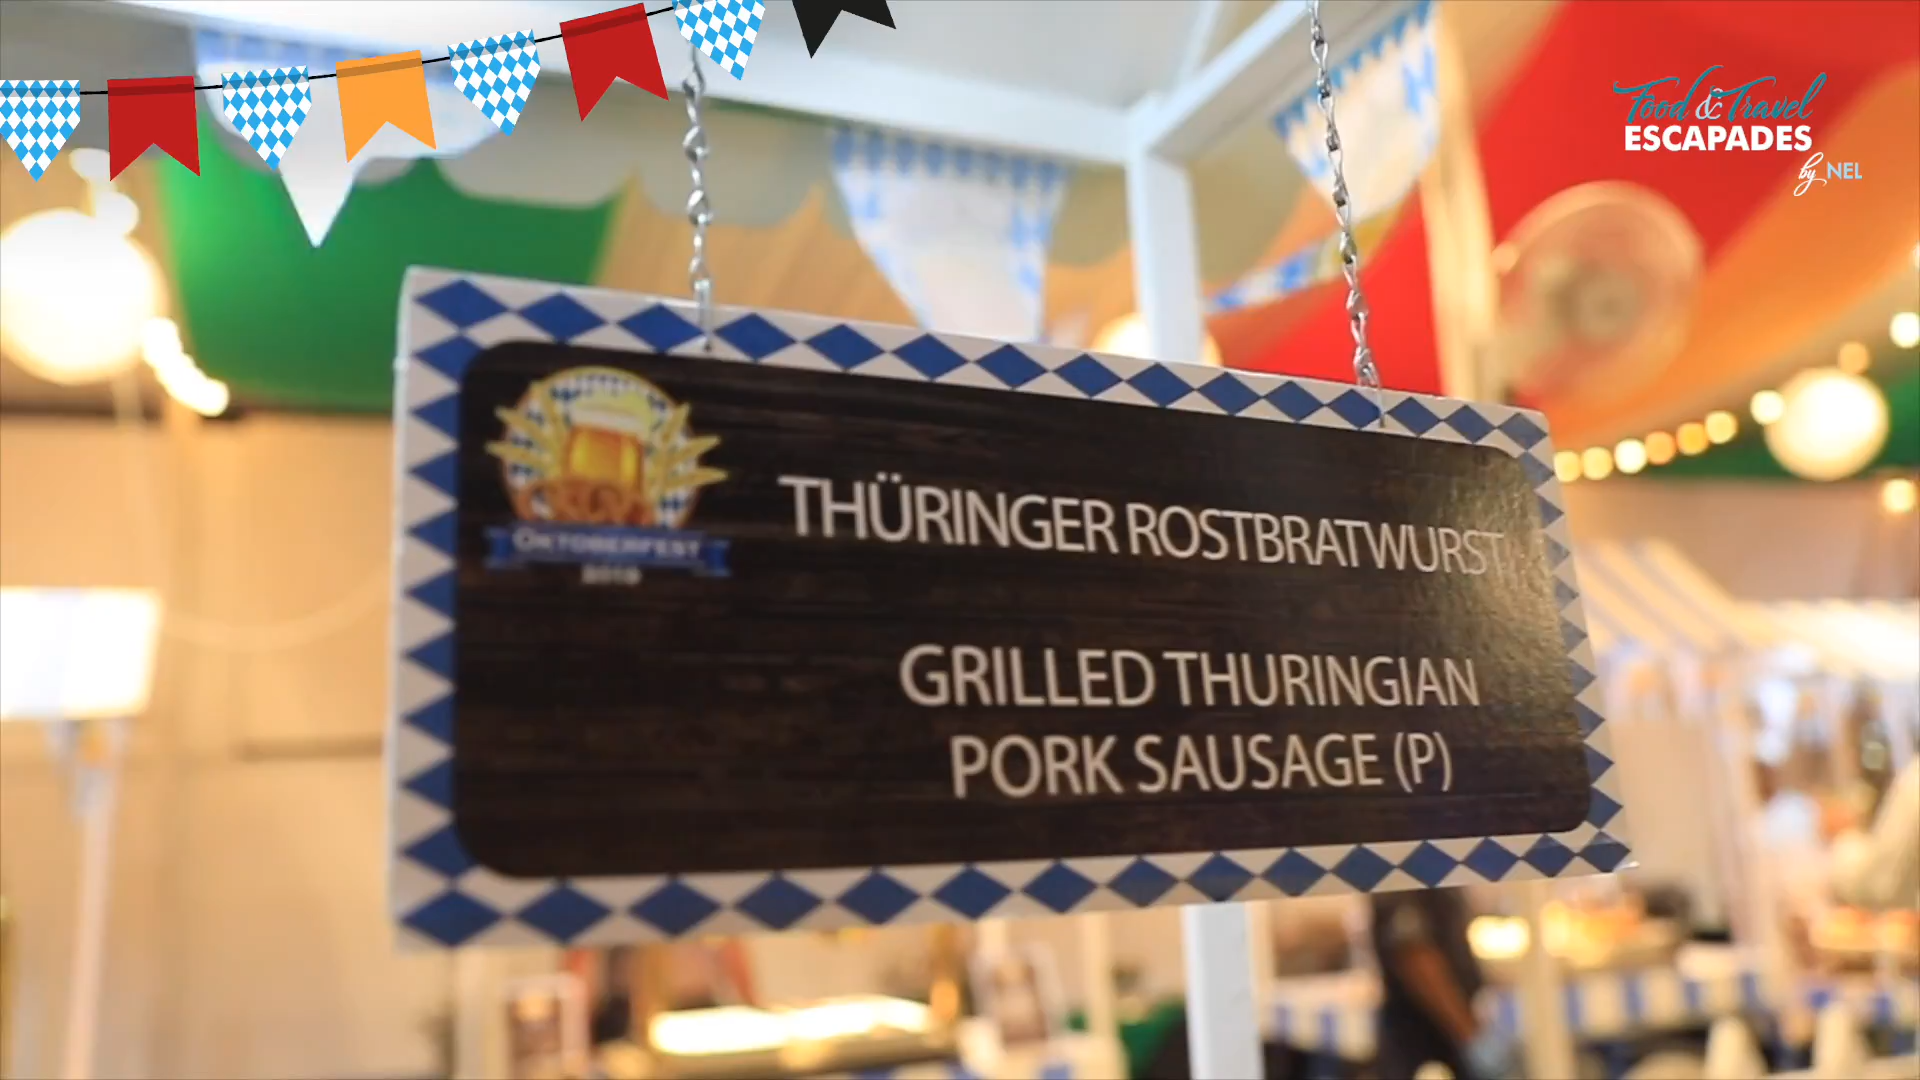 Food & Travel
ESCAPADES
by NEL
THÜRINGER ROSTBRATWURST
OKTOBERFEST
GRILLED THURINGIAN
PORK SAUSAGE (P)